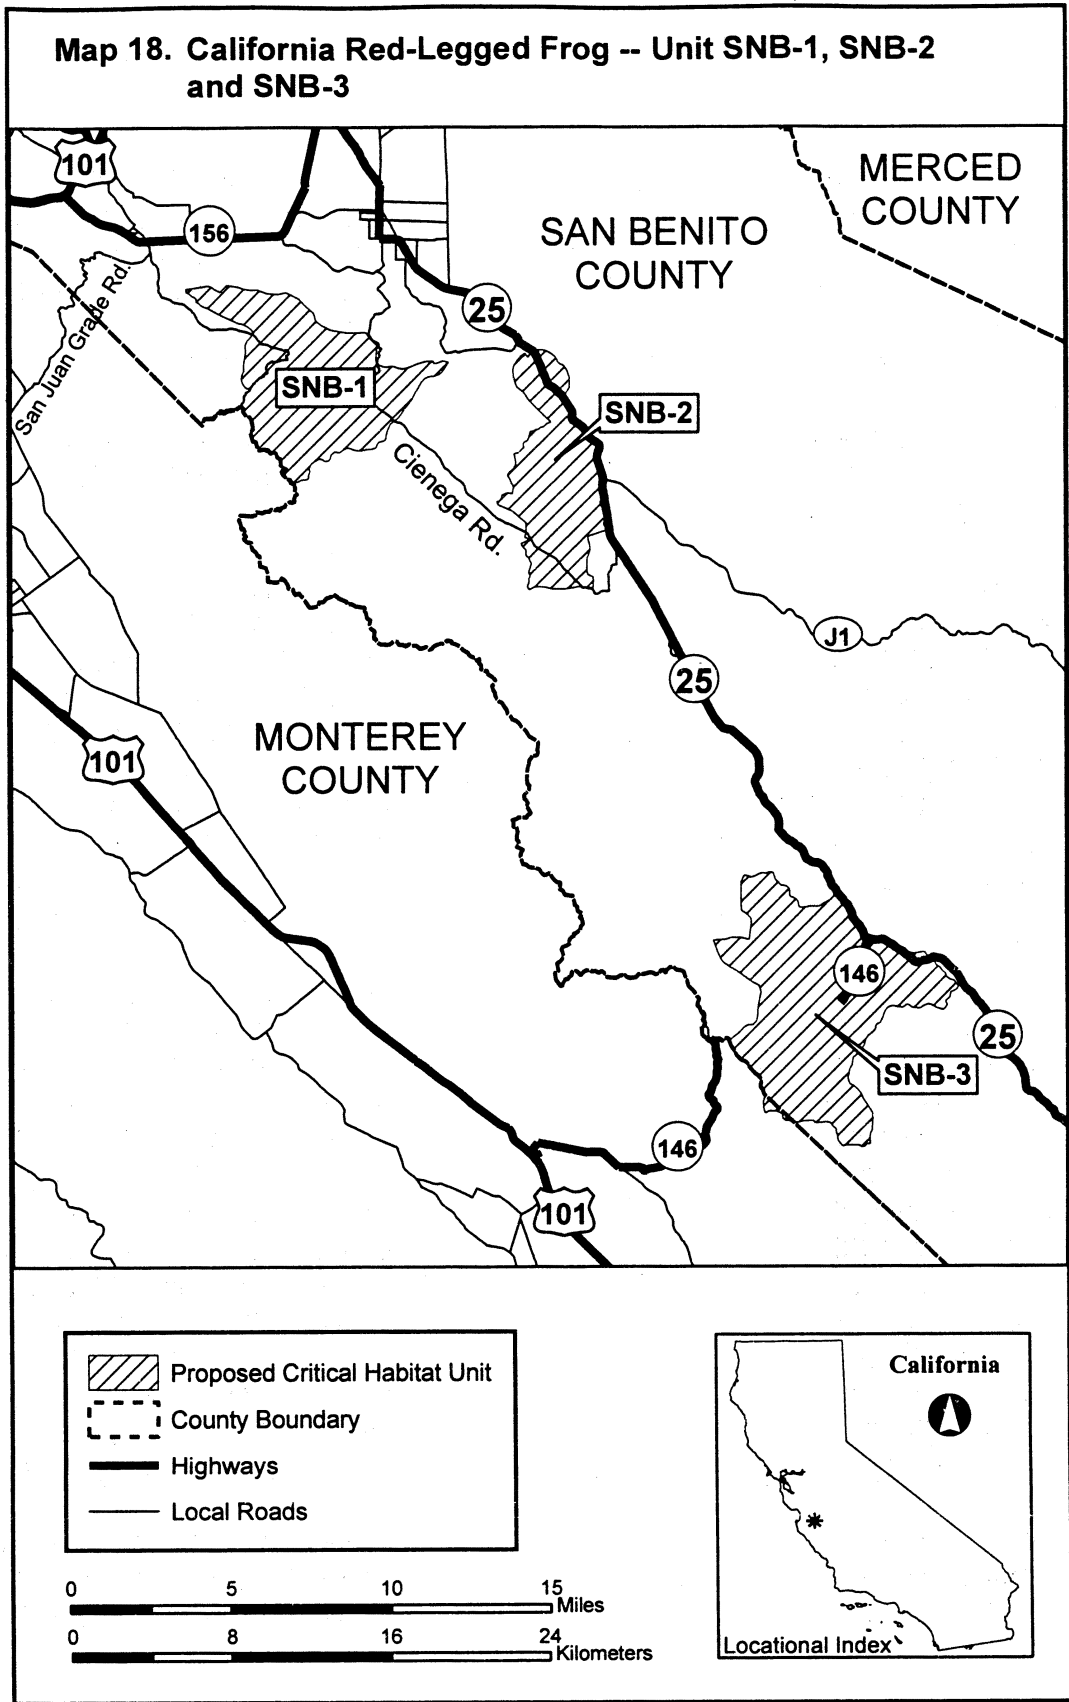 Map 18. California Red-Legged Frog -- Unit SNB-1, SNB-2
and SNB-3
101
156
MERCED
COUNTY
SAN BENITO
COUNTY
San Juan Grade Rd.
25
SNB-1
SNB-2
Cienega Rd.
J1
25
MONTEREY
COUNTY
101
146
25
SNB-3
146
101
Proposed Critical Habitat Unit
County Boundary
Highways
Local Roads
California
0 5 10 15
Miles
0 8 16 24
Kilometers
Locational Index